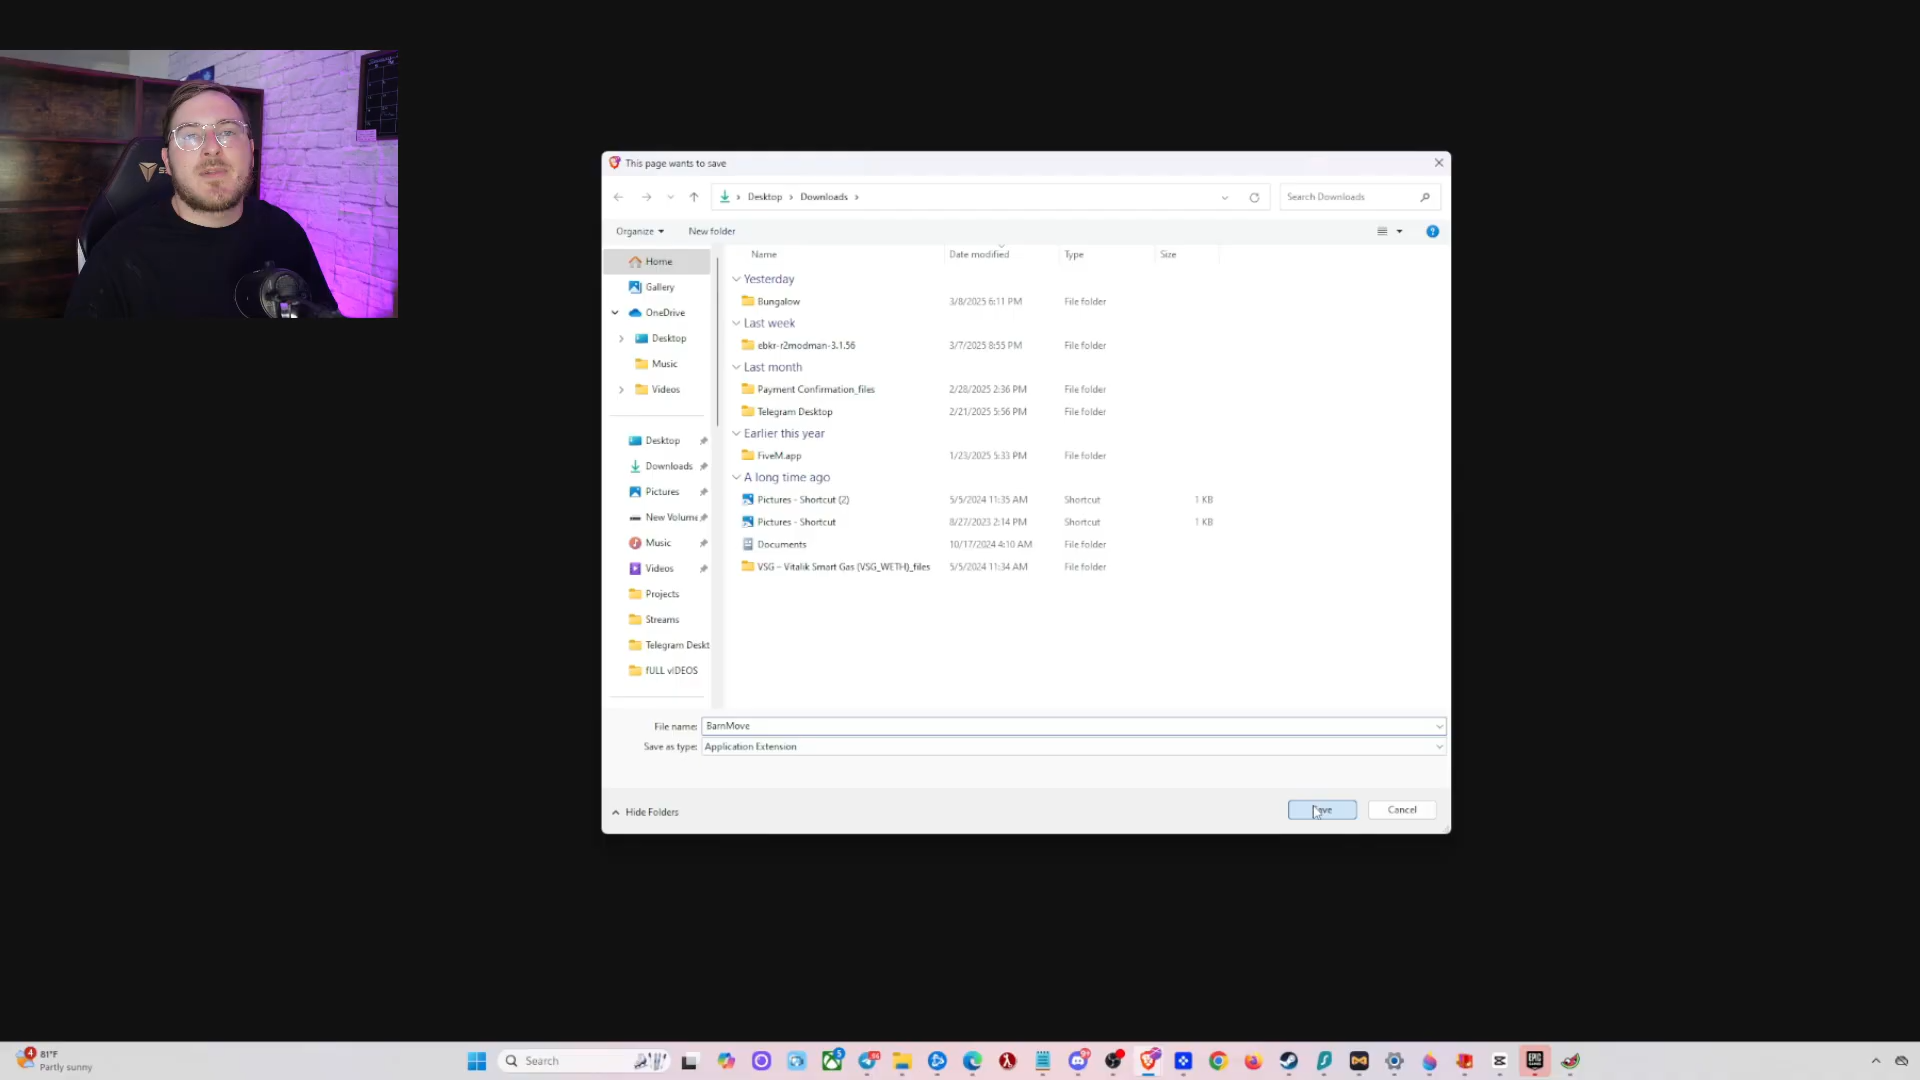 This page wants to save
Desktop
Downloads
Search Downloads
Organize
New folder
Name
Date modified
Type
Size
Home
Gallery
OneDrive
Desktop
Music
Videos
Desktop
Downloads
Pictures
New Volume
Music
Videos
Projects
Streams
Telegram Deskt
fULL vIDEOS
Yesterday
Bungalow 3/8/2025 6:11 PM File folder
Last week
ebkr-r2modman-3.1.56 3/7/2025 8:55 PM File folder
Last month
Payment Confirmation_files 2/28/2025 2:36 PM File folder
Telegram Desktop 2/21/2025 5:56 PM File folder
Earlier this year
FiveM.app 1/23/2025 5:33 PM File folder
A long time ago
Pictures - Shortcut (2) 5/5/2024 11:35 AM Shortcut 1 KB
Pictures - Shortcut 8/27/2023 2:14 PM Shortcut 1 KB
Documents 10/17/2024 4:10 AM File folder
VSG – Vitalik Smart Gas (VSG_WETH)_files 5/5/2024 11:34 AM File folder
File name: BarnMove
Save as type: Application Extension
Hide Folders
Cancel
4
81°F
Partly sunny
Search